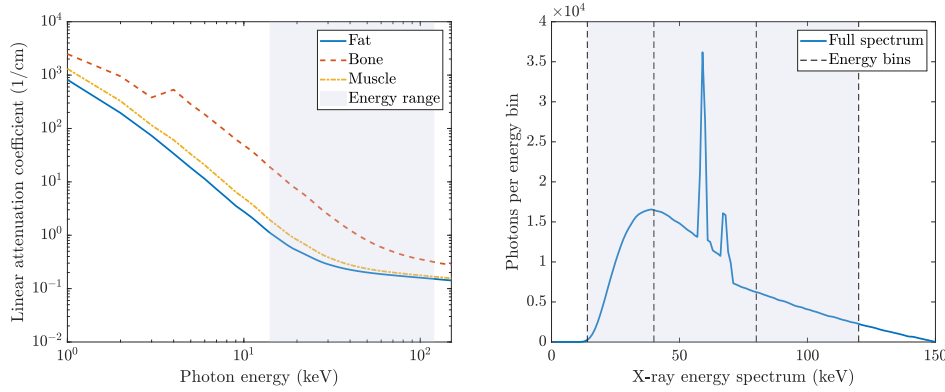 Linear attenuation coefficient (1/cm)
10^4
10^3
10^2
10^1
10^0
10^{-1}
10^{-2}
Fat
Bone
Muscle
Energy range
10^0
10^1
10^2
Photon energy (keV)
×10^4
Photons per energy bin
4
3.5
3
2.5
2
1.5
1
0.5
0
Full spectrum
Energy bins
0
50
100
150
X-ray energy spectrum (keV)